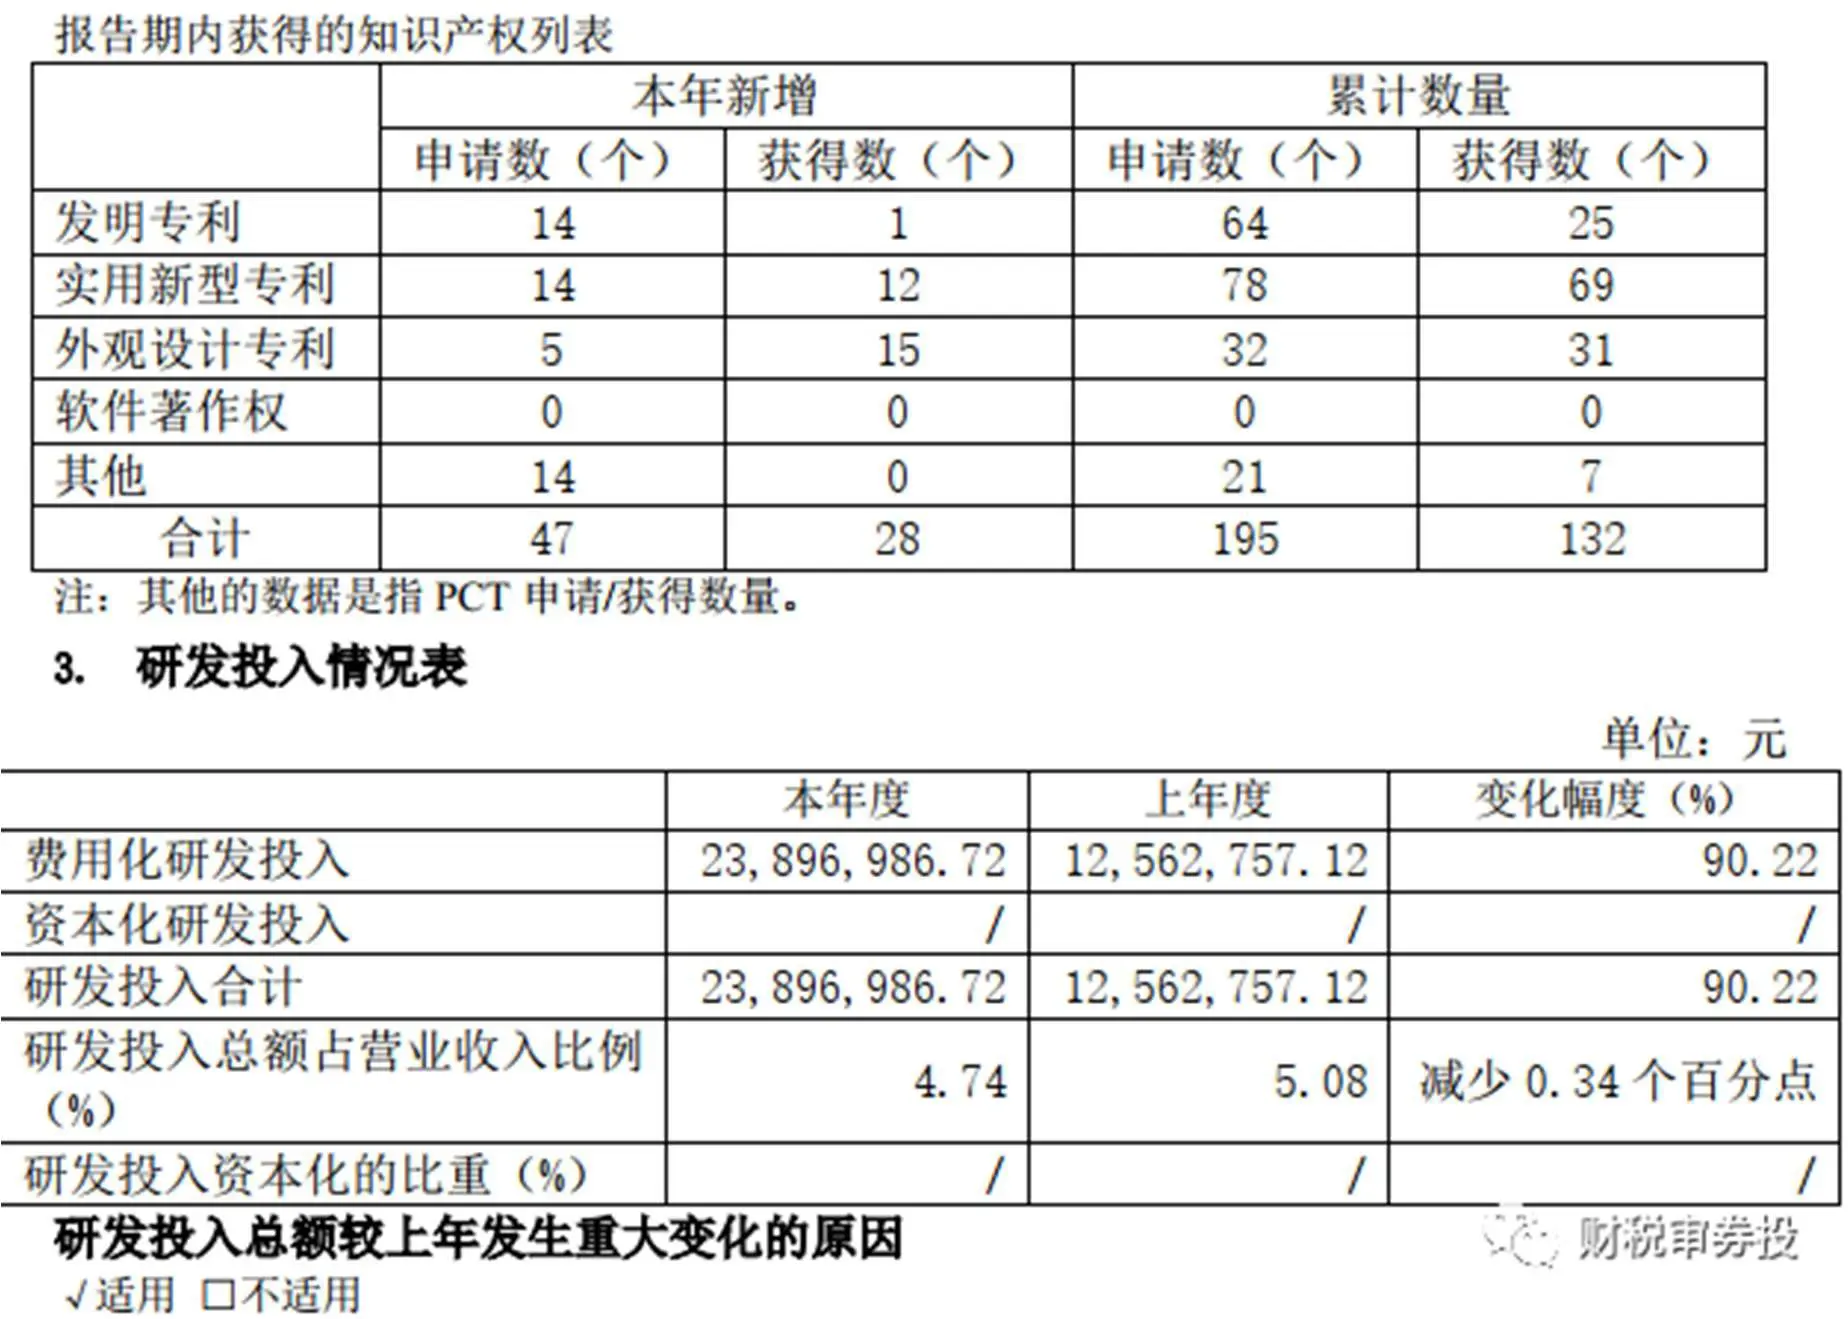 报告期内获得的知识产权列表
本年新增 累计数量
申请数（个） 获得数（个） 申请数（个） 获得数（个）
发明专利 14 1 64 25
实用新型专利 14 12 78 69
外观设计专利 5 15 32 31
软件著作权 0 0 0 0
其他 14 0 21 7
合计 47 28 195 132
注：其他的数据是指 PCT 申请/获得数量。
3. 研发投入情况表
单位：元
本年度 上年度 变化幅度（%）
费用化研发投入 23,896,986.72 12,562,757.12 90.22
资本化研发投入 / / /
研发投入合计 23,896,986.72 12,562,757.12 90.22
研发投入总额占营业收入比例
（%） 4.74 5.08 减少 0.34 个百分点
研发投入资本化的比重（%） / / /
研发投入总额较上年发生重大变化的原因
√适用 □不适用
财税审券投